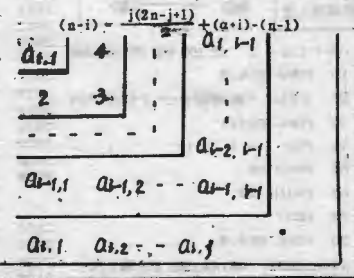 (n-i) = j(2n-j+1)/2 + (α+i)-(n-1)
a₁,₁ 4 a₁, i-1
2 3
- - - - -
aᵢ₋₂, i-1
aᵢ₋₁,₁ aᵢ₋₁,₂ - - aᵢ₋₁, i-1
aᵢ,₁ aᵢ,₂ - - aᵢ,ⱼ